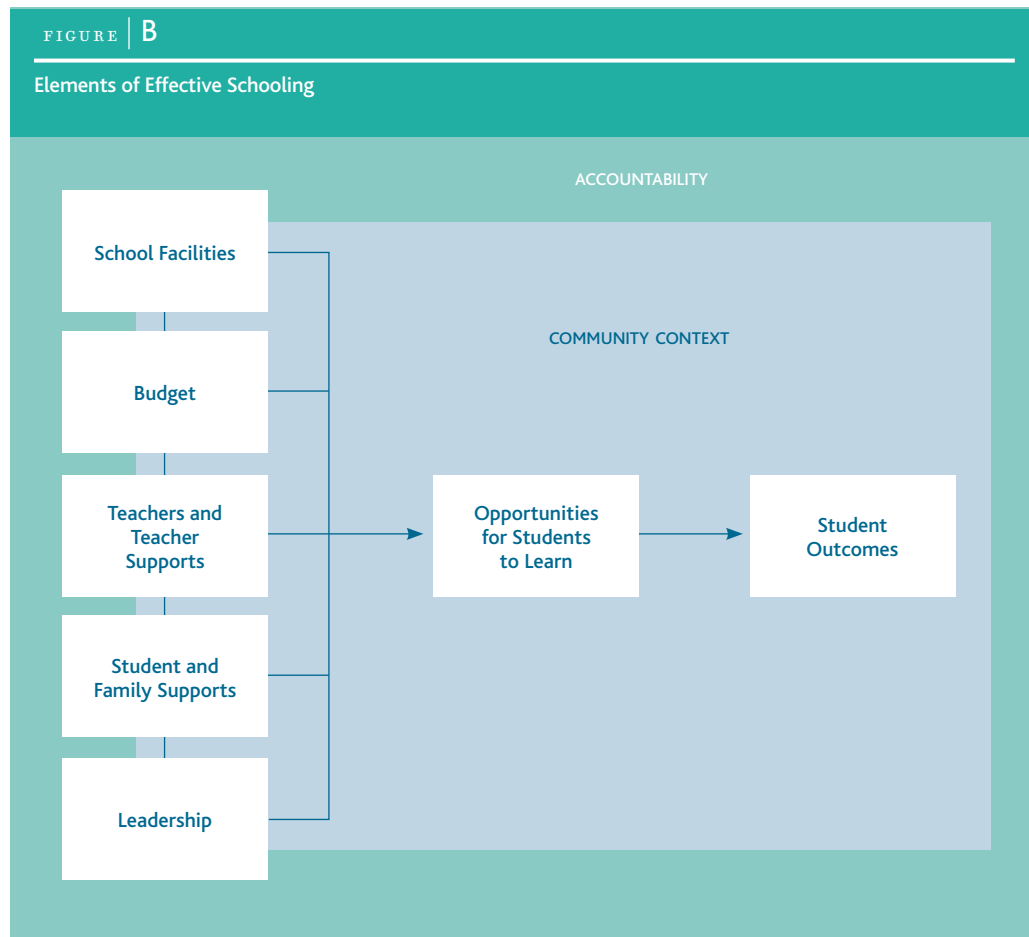 FIGURE B
Elements of Effective Schooling
ACCOUNTABILITY
School Facilities
COMMUNITY CONTEXT
Budget
Teachers and
Teacher
Supports
Opportunities
for Students
to Learn
Student
Outcomes
Student and
Family Supports
Leadership